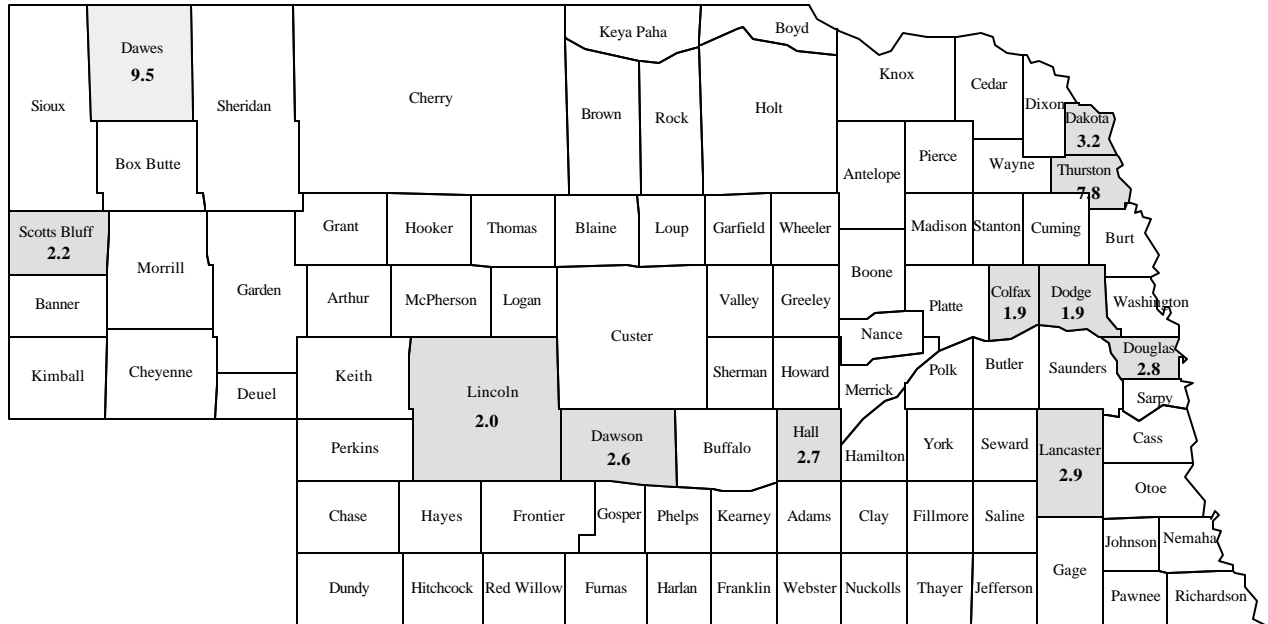 Keya Paha
Boyd
Dawes
9.5
Knox
Cedar
Sioux
Sheridan
Cherry
Brown
Rock
Holt
Dixon
Dakota
3.2
Box Butte
Antelope
Pierce
Wayne
Thurston
7.8
Scotts Bluff
2.2
Morrill
Grant
Hooker
Thomas
Blaine
Loup
Garfield
Wheeler
Madison
Stanton
Cuming
Burt
Banner
Garden
Arthur
McPherson
Logan
Custer
Valley
Greeley
Boone
Platte
Colfax
1.9
Dodge
1.9
Washington
Nance
Kimball
Cheyenne
Deuel
Keith
Lincoln
2.0
Sherman
Howard
Merrick
Polk
Butler
Saunders
Douglas
2.8
Sarpy
Perkins
Dawson
2.6
Buffalo
Hall
2.7
Hamilton
York
Seward
Lancaster
2.9
Cass
Otoe
Chase
Hayes
Frontier
Gosper
Phelps
Kearney
Adams
Clay
Fillmore
Saline
Johnson
Nemaha
Gage
Dundy
Hitchcock
Red Willow
Furnas
Harlan
Franklin
Webster
Nuckolls
Thayer
Jefferson
Pawnee
Richardson